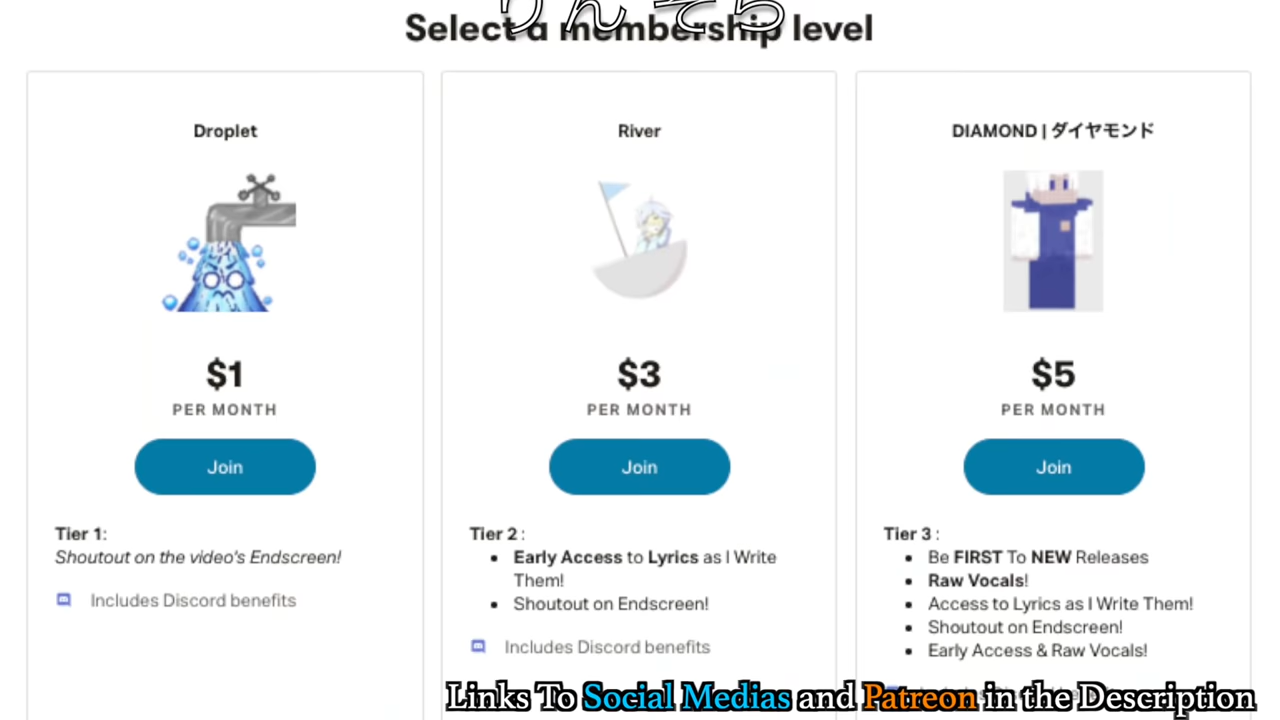 りんそら
Select a membership level
Droplet
$1
PER MONTH
Join
Tier 1:
Shoutout on the video's Endscreen!
Includes Discord benefits
River
$3
PER MONTH
Join
Tier 2 :
Early Access to Lyrics as I Write
Them!
Shoutout on Endscreen!
Includes Discord benefits
DIAMOND | ダイヤモンド
$5
PER MONTH
Join
Tier 3 :
Be FIRST To NEW Releases
Raw Vocals!
Access to Lyrics as I Write Them!
Shoutout on Endscreen!
Early Access & Raw Vocals!
Links To Social Medias and Patreon in the Description